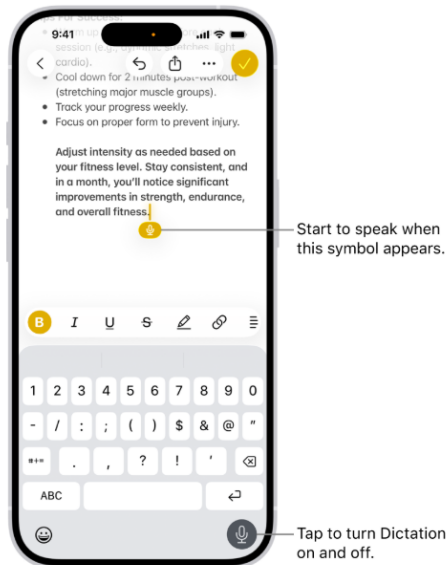 ps For Success:
9:41
session (e.g., dynamic stretches, light
cardio).
Cool down for 2 minutes post-workout
(stretching major muscle groups).
Track your progress weekly.
Focus on proper form to prevent injury.
Adjust intensity as needed based on
your fitness level. Stay consistent, and
in a month, you’ll notice significant
improvements in strength, endurance,
and overall fitness.
Start to speak when
this symbol appears.
B I U S
1 2 3 4 5 6 7 8 9 0
- / : ; ( ) $ & @ "
#+= . , ? ! '
ABC
Tap to turn Dictation
on and off.